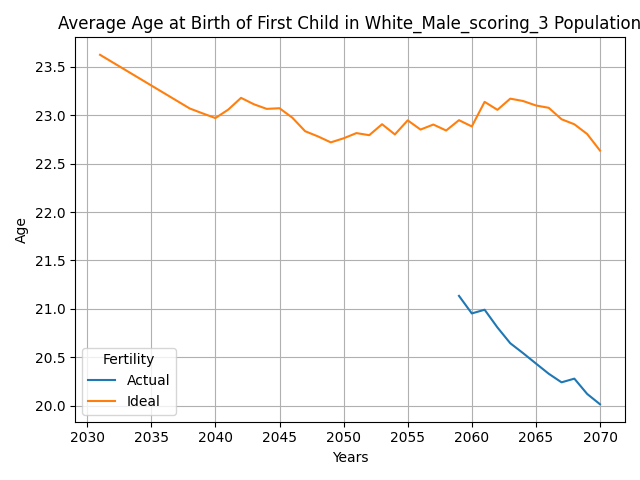 Average Age at Birth of First Child in White_Male_scoring_3 Population
23.5
23.0
22.5
22.0
21.5
21.0
20.5
20.0
Age
Fertility
Actual
Ideal
2030 2035 2040 2045 2050 2055 2060 2065 2070
Years